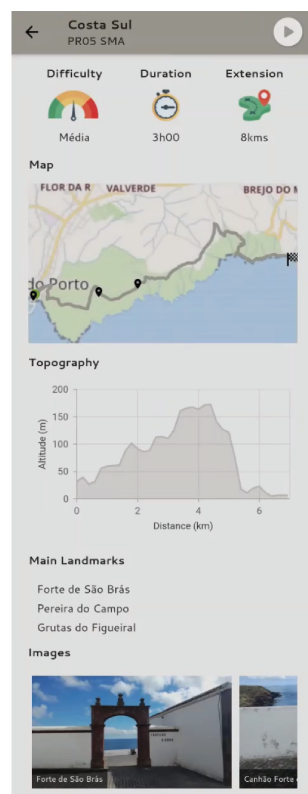 Costa Sul
PR05 SMA
Difficulty Duration Extension
Média 3h00 8kms
Map
FLOR DA R VALVERDE BREJO DO
do Porto
Topography
200
150
100
50
0
Altitude (m)
0 2 4 6
Distance (km)
Main Landmarks
Forte de São Brás
Pereira do Campo
Grutas do Figueiral
Images
Forte de São Brás Canhão Forte